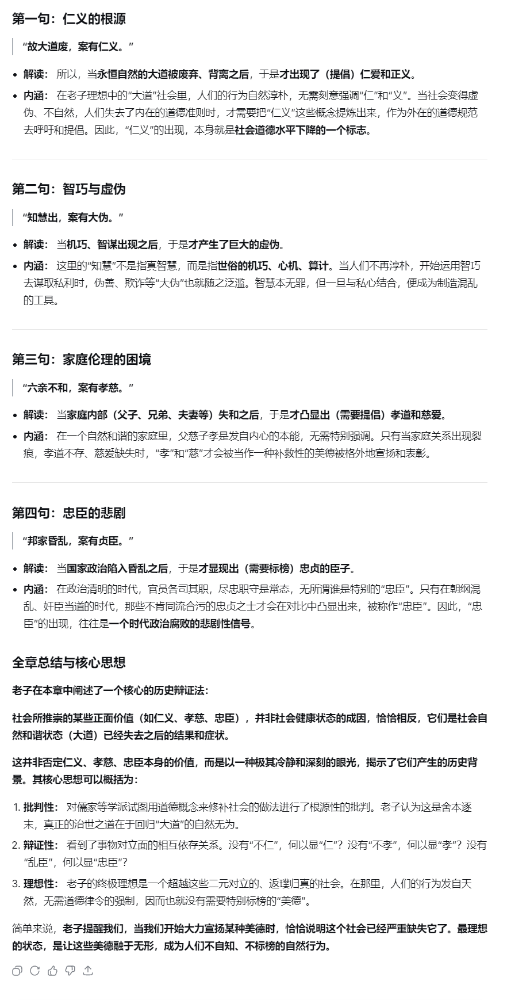 第一句：仁义的根源
“故大道废，案有仁义。”
解读： 所以，当永恒自然的大道被废弃、背离之后，于是才出现了（提倡）仁爱和正义。
内涵： 在老子理想中的“大道”社会里，人们的行为自然淳朴，无需刻意强调“仁”和“义”。当社会变得虚
伪、不自然，人们失去了内在的道德准则时，才需要把“仁义”这些概念提炼出来，作为外在的道德规范
去呼吁和提倡。因此，“仁义”的出现，本身就是社会道德水平下降的一个标志。
第二句：智巧与虚伪
“知慧出，案有大伪。”
解读： 当机巧、智谋出现之后，于是才产生了巨大的虚伪。
内涵： 这里的“知慧”不是指真智慧，而是指世俗的机巧、心机、算计。当人们不再淳朴，开始运用智巧
去谋取私利时，伪善、欺诈等“大伪”也就随之泛滥。智慧本无罪，但一旦与私心结合，便成为制造混乱
的工具。
第三句：家庭伦理的困境
“六亲不和，案有孝慈。”
解读： 当家庭内部（父子、兄弟、夫妻等）失和之后，于是才凸显出（需要提倡）孝道和慈爱。
内涵： 在一个自然和谐的家庭里，父慈子孝是发自内心的本能，无需特别强调。只有当家庭关系出现裂
痕，孝道不存、慈爱缺失时，“孝”和“慈”才会被当作一种补救性的美德被格外地宣扬和表彰。
第四句：忠臣的悲剧
“邦家昏乱，案有贞臣。”
解读： 当国家政治陷入昏乱之后，于是才显现出（需要标榜）忠贞的臣子。
内涵： 在政治清明的时代，官员各司其职，尽忠职守是常态，无所谓谁是特别的“忠臣”。只有在朝纲混
乱、奸臣当道的时代，那些不肯同流合污的忠贞之士才会在对比中凸显出来，被称作“忠臣”。因此，“忠
臣”的出现，往往是一个时代政治腐败的悲剧性信号。
全章总结与核心思想
老子在本章中阐述了一个核心的历史辩证法：
社会所推崇的某些正面价值（如仁义、孝慈、忠臣），并非社会健康状态的成因，恰恰相反，它们是社会自
然和谐状态（大道）已经失去之后的结果和症状。
这并非否定仁义、孝慈、忠臣本身的价值，而是以一种极其冷静和深刻的眼光，揭示了它们产生的历史背
景。其核心思想可以概括为：
1. 批判性： 对儒家等学派试图用道德概念来修补社会的做法进行了根源性的批判。老子认为这是舍本逐
末，真正的治世之道在于回归“大道”的自然无为。
2. 辩证性： 看到了事物对立面的相互依存关系。没有“不仁”，何以显“仁”？没有“不孝”，何以显“孝”？没有
“乱臣”，何以显“忠臣”？
3. 理想性： 老子的终极理想是一个超越这些二元对立的、返璞归真的社会。在那里，人们的行为发自天
然，无需道德律令的强制，因而也就没有需要特别标榜的“美德”。
简单来说，老子提醒我们，当我们开始大力宣扬某种美德时，恰恰说明这个社会已经严重缺失它了。最理想
的状态，是让这些美德融于无形，成为人们不自知、不标榜的自然行为。